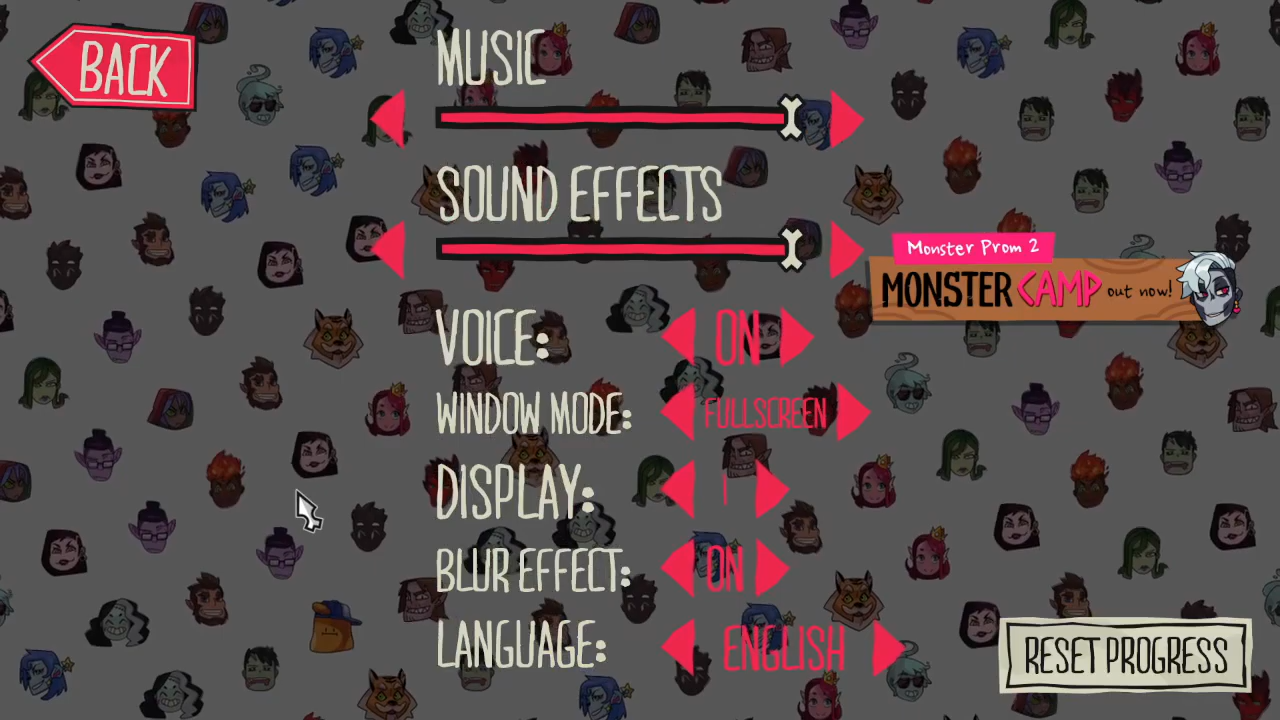 BACK
MUSIC
SOUND EFFECTS
Monster Prom 2
MONSTER CAMP out now!
VOICE: ON
WINDOW MODE: FULLSCREEN
DISPLAY: 1
BLUR EFFECT: ON
LANGUAGE: ENGLISH
RESET PROGRESS